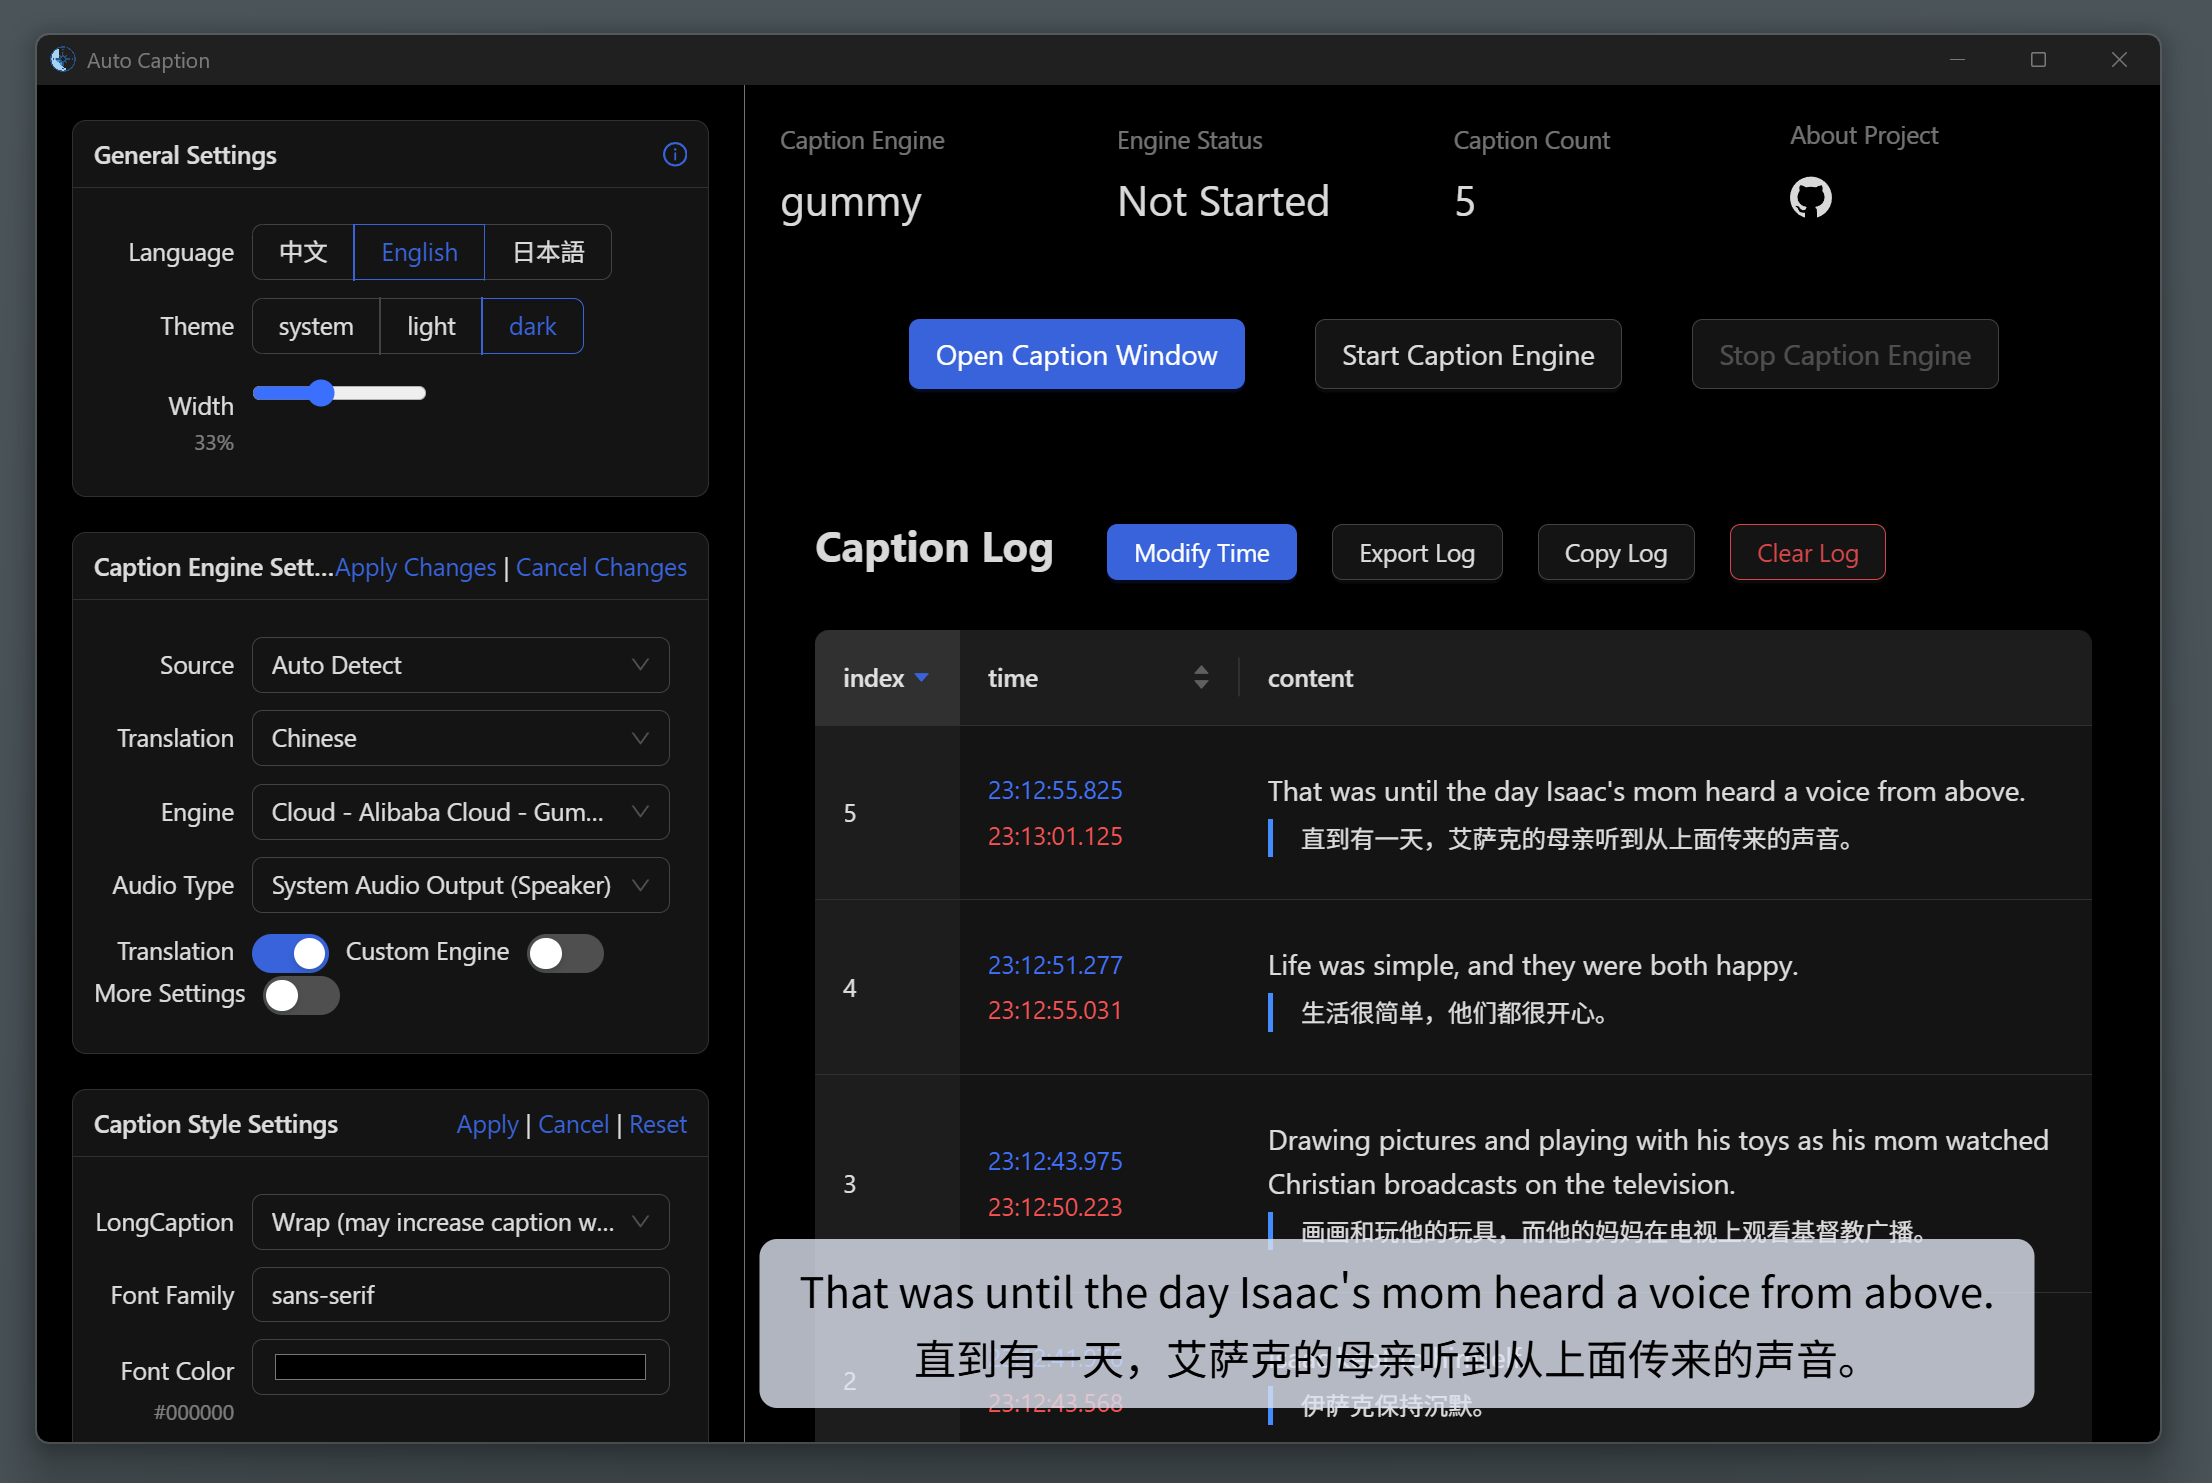 Auto Caption
General Settings
Language 中文 English 日本語
Theme system light dark
Width
33%
Caption Engine Sett... Apply Changes | Cancel Changes
Source Auto Detect
Translation Chinese
Engine Cloud - Alibaba Cloud - Gum...
Audio Type System Audio Output (Speaker)
Translation Custom Engine
More Settings
Caption Style Settings Apply | Cancel | Reset
LongCaption Wrap (may increase caption w...
Font Family sans-serif
Font Color
#000000
Caption Engine Engine Status Caption Count About Project
gummy Not Started 5
Open Caption Window Start Caption Engine Stop Caption Engine
Caption Log Modify Time Export Log Copy Log Clear Log
index time content
5
23:12:55.825
23:13:01.125
That was until the day Isaac's mom heard a voice from above.
直到有一天，艾萨克的母亲听到从上面传来的声音。
4
23:12:51.277
23:12:55.031
Life was simple, and they were both happy.
生活很简单，他们都很开心。
3
23:12:43.975
23:12:50.223
Drawing pictures and playing with his toys as his mom watched
Christian broadcasts on the television.
画画和玩他的玩具，而他的妈妈在电视上观看基督教广播。
That was until the day Isaac's mom heard a voice from above.
直到有一天，艾萨克的母亲听到从上面传来的声音。
2
23:12:43.568
伊萨克保持沉默。